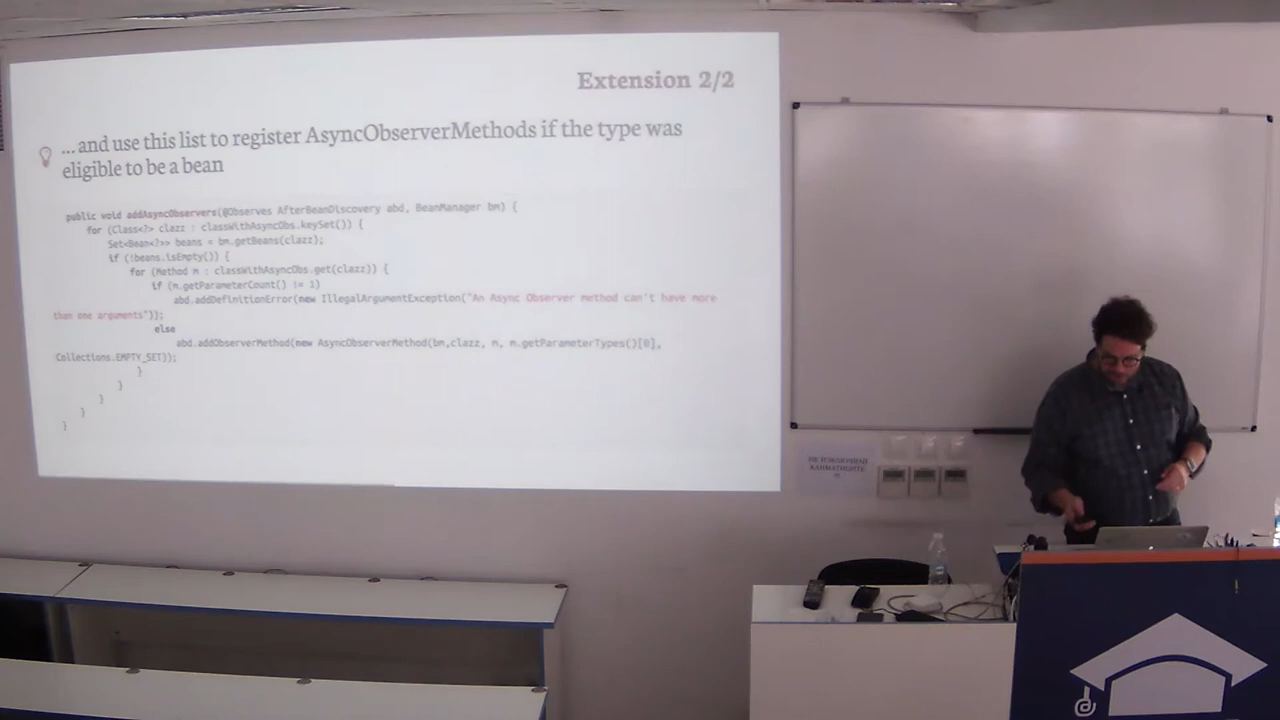 Extension 2/2
... and use this list to register AsyncObserverMethods if the type was
eligible to be a bean
public void addAsyncObservers(@Observes AfterBeanDiscovery abd, BeanManager bm) {
for (Class<?> clazz : classWithAsyncObs.keySet()) {
Set<Bean<?>> beans = bm.getBeans(clazz);
if (!beans.isEmpty()) {
for (Method m : classWithAsyncObs.get(clazz)) {
if (m.getParameterCount() != 1)
abd.addDefinitionError(new IllegalArgumentException("An Async Observer method can't have more
than one arguments"));
else
abd.addObserverMethod(new AsyncObserverMethod(bm,clazz, m, m.getParameterTypes()[0],
Collections.EMPTY_SET));
}
}
}
}
}
НЕ ИЗКЛЮЧВАЙ
КЛИМАТИЦИТЕ
!!!